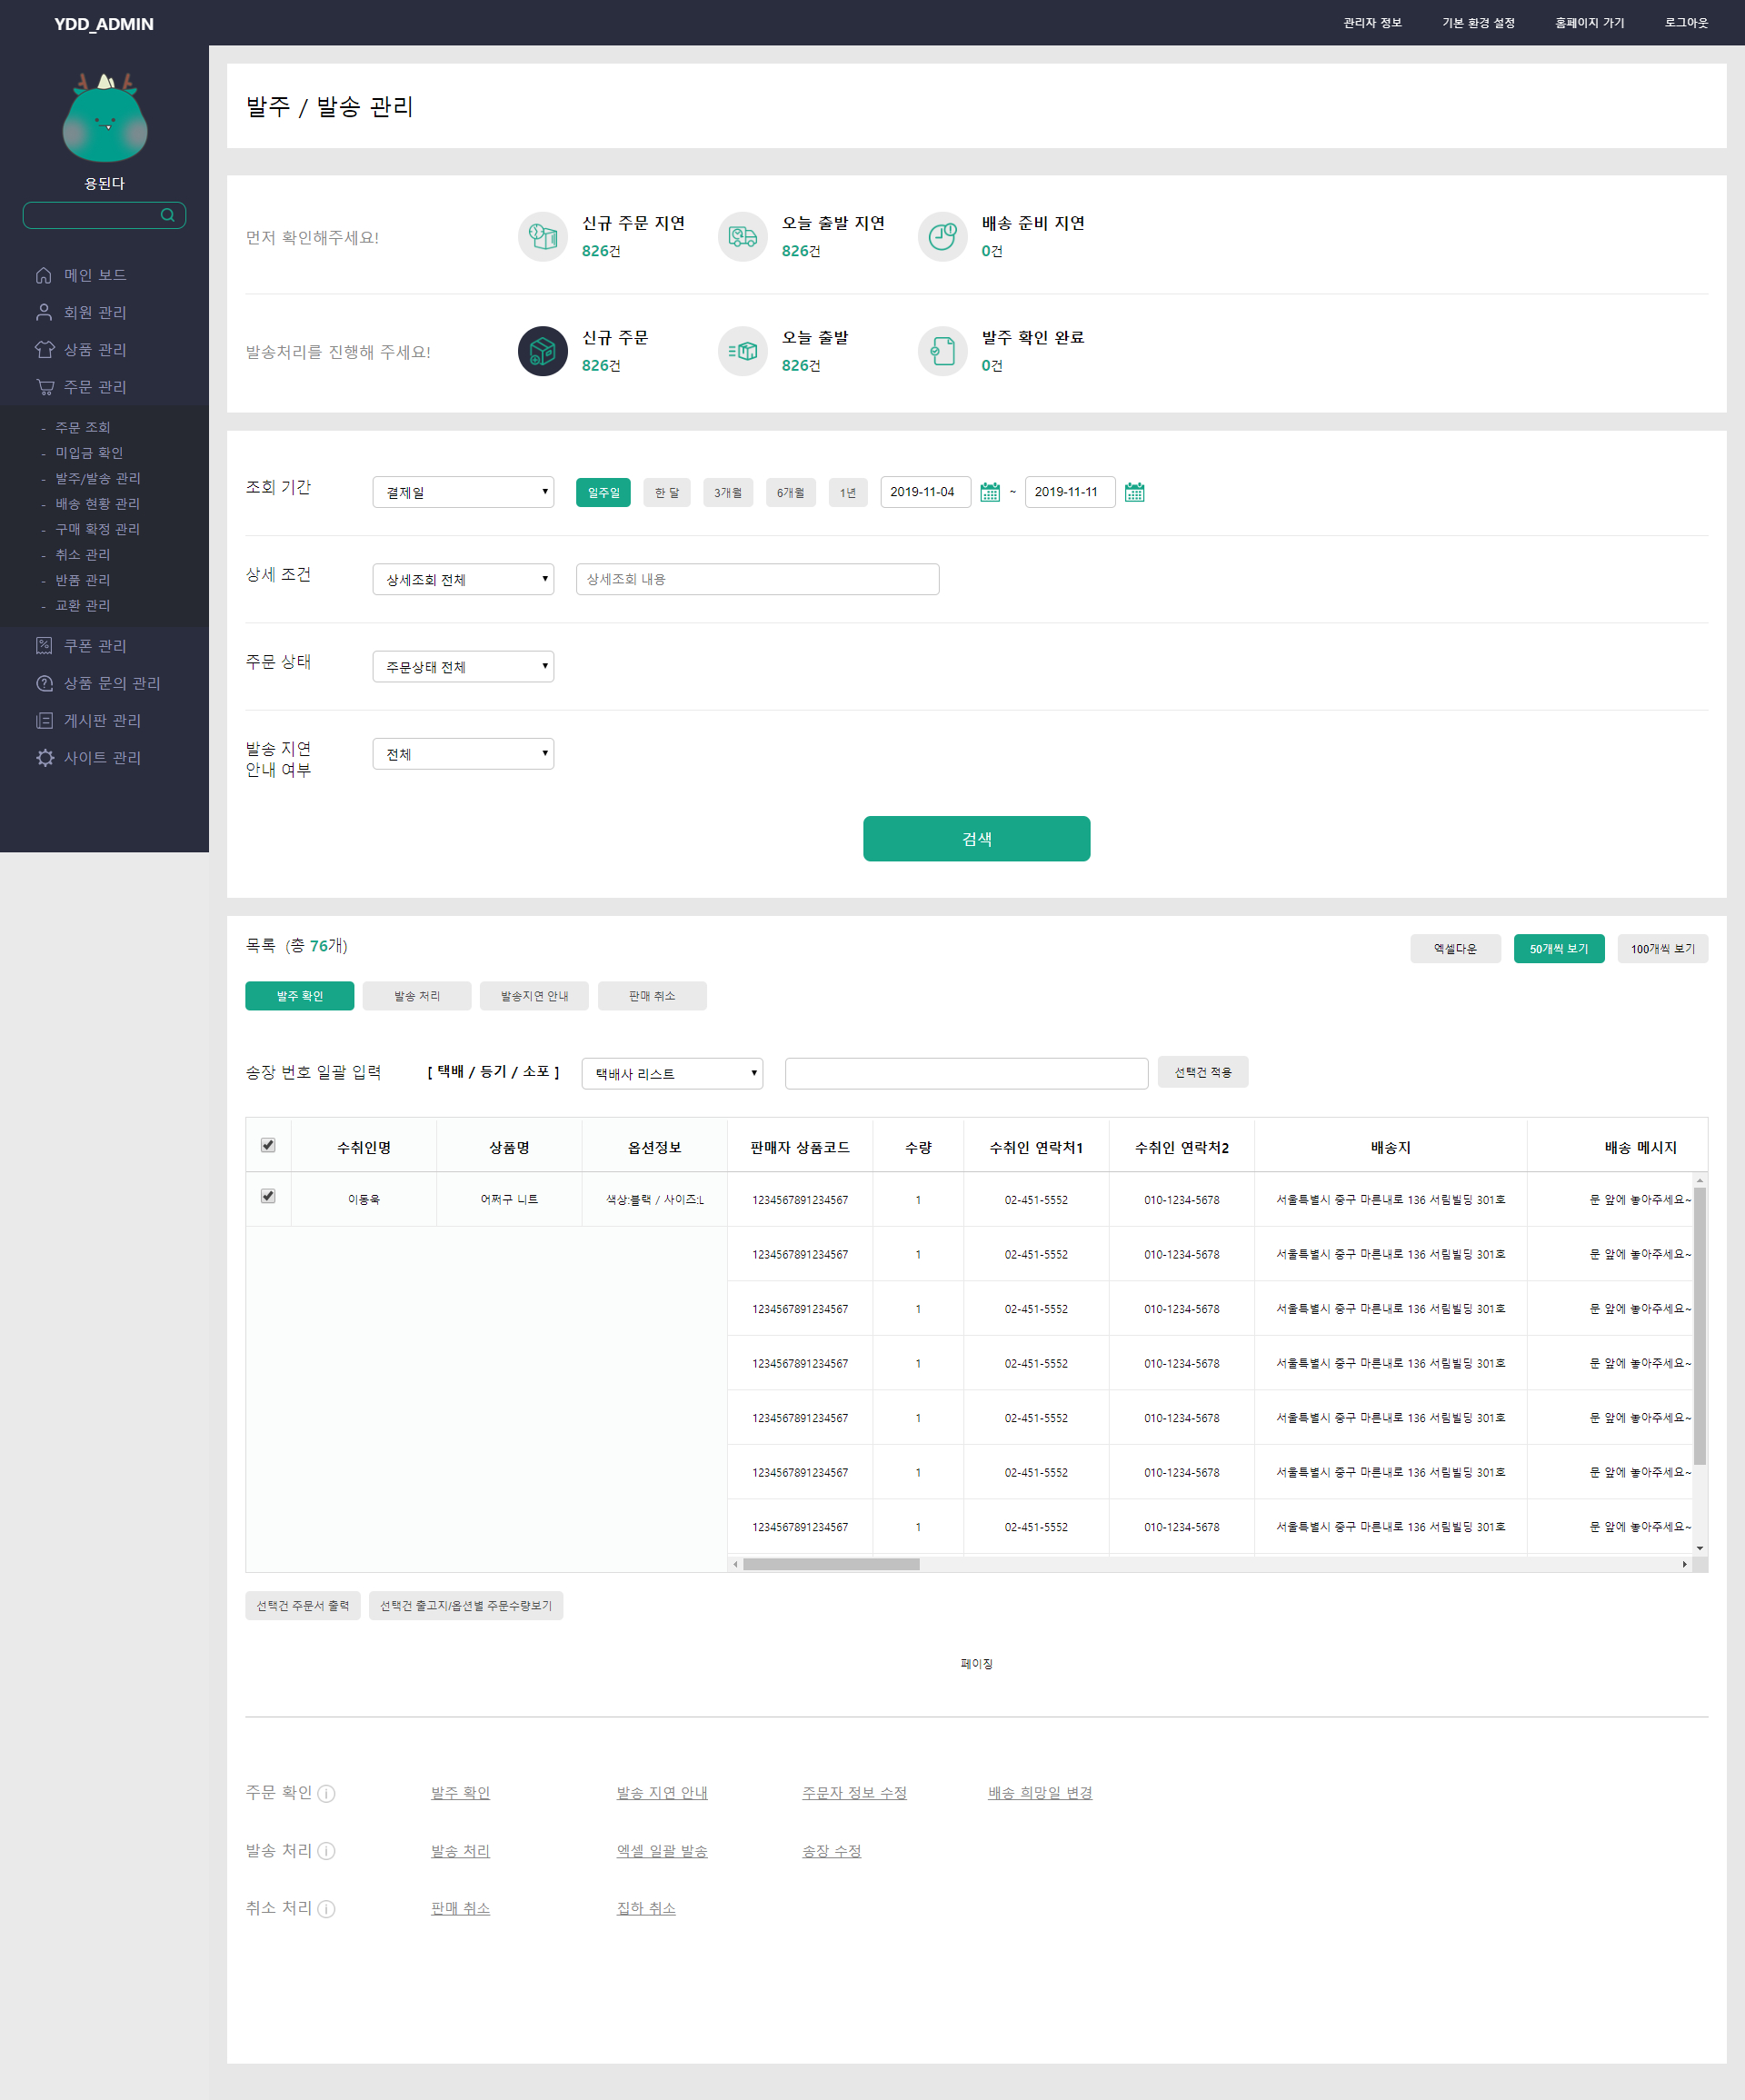 YDD_ADMIN
관리자 정보 기본 환경 설정 홈페이지 가기 로그아웃
용된다
메인 보드
회원 관리
상품 관리
주문 관리
- 주문 조회
- 미입금 확인
- 발주/발송 관리
- 배송 현황 관리
- 구매 확정 관리
- 취소 관리
- 반품 관리
- 교환 관리
쿠폰 관리
상품 문의 관리
게시판 관리
사이트 관리
발주 / 발송 관리
먼저 확인해주세요!
신규 주문 지연
826건
오늘 출발 지연
826건
배송 준비 지연
0건
발송처리를 진행해 주세요!
신규 주문
826건
오늘 출발
826건
발주 확인 완료
0건
조회 기간 결제일 일주일 한 달 3개월 6개월 1년 2019-11-04 ~ 2019-11-11
상세 조건 상세조회 전체 상세조회 내용
주문 상태 주문상태 전체
발송 지연
안내 여부
전체
검색
목록 (총 76개) 엑셀다운 50개씩 보기 100개씩 보기
발주 확인 발송 처리 발송지연 안내 판매 취소
송장 번호 일괄 입력 [ 택배 / 등기 / 소포 ] 택배사 리스트 선택건 적용
수취인명 상품명 옵션정보 판매자 상품코드 수량 수취인 연락처1 수취인 연락처2 배송지 배송 메시지
이동욱 어쩌구 니트 색상:블랙 / 사이즈:L 1234567891234567 1 02-451-5552 010-1234-5678 서울특별시 중구 마른내로 136 서림빌딩 301호 문 앞에 놓아주세요~
1234567891234567 1 02-451-5552 010-1234-5678 서울특별시 중구 마른내로 136 서림빌딩 301호 문 앞에 놓아주세요~
1234567891234567 1 02-451-5552 010-1234-5678 서울특별시 중구 마른내로 136 서림빌딩 301호 문 앞에 놓아주세요~
1234567891234567 1 02-451-5552 010-1234-5678 서울특별시 중구 마른내로 136 서림빌딩 301호 문 앞에 놓아주세요~
1234567891234567 1 02-451-5552 010-1234-5678 서울특별시 중구 마른내로 136 서림빌딩 301호 문 앞에 놓아주세요~
1234567891234567 1 02-451-5552 010-1234-5678 서울특별시 중구 마른내로 136 서림빌딩 301호 문 앞에 놓아주세요~
1234567891234567 1 02-451-5552 010-1234-5678 서울특별시 중구 마른내로 136 서림빌딩 301호 문 앞에 놓아주세요~
선택건 주문서 출력 선택건 출고지/옵션별 주문수량보기
페이징
주문 확인 발주 확인 발송 지연 안내 주문자 정보 수정 배송 희망일 변경
발송 처리 발송 처리 엑셀 일괄 발송 송장 수정
취소 처리 판매 취소 집하 취소